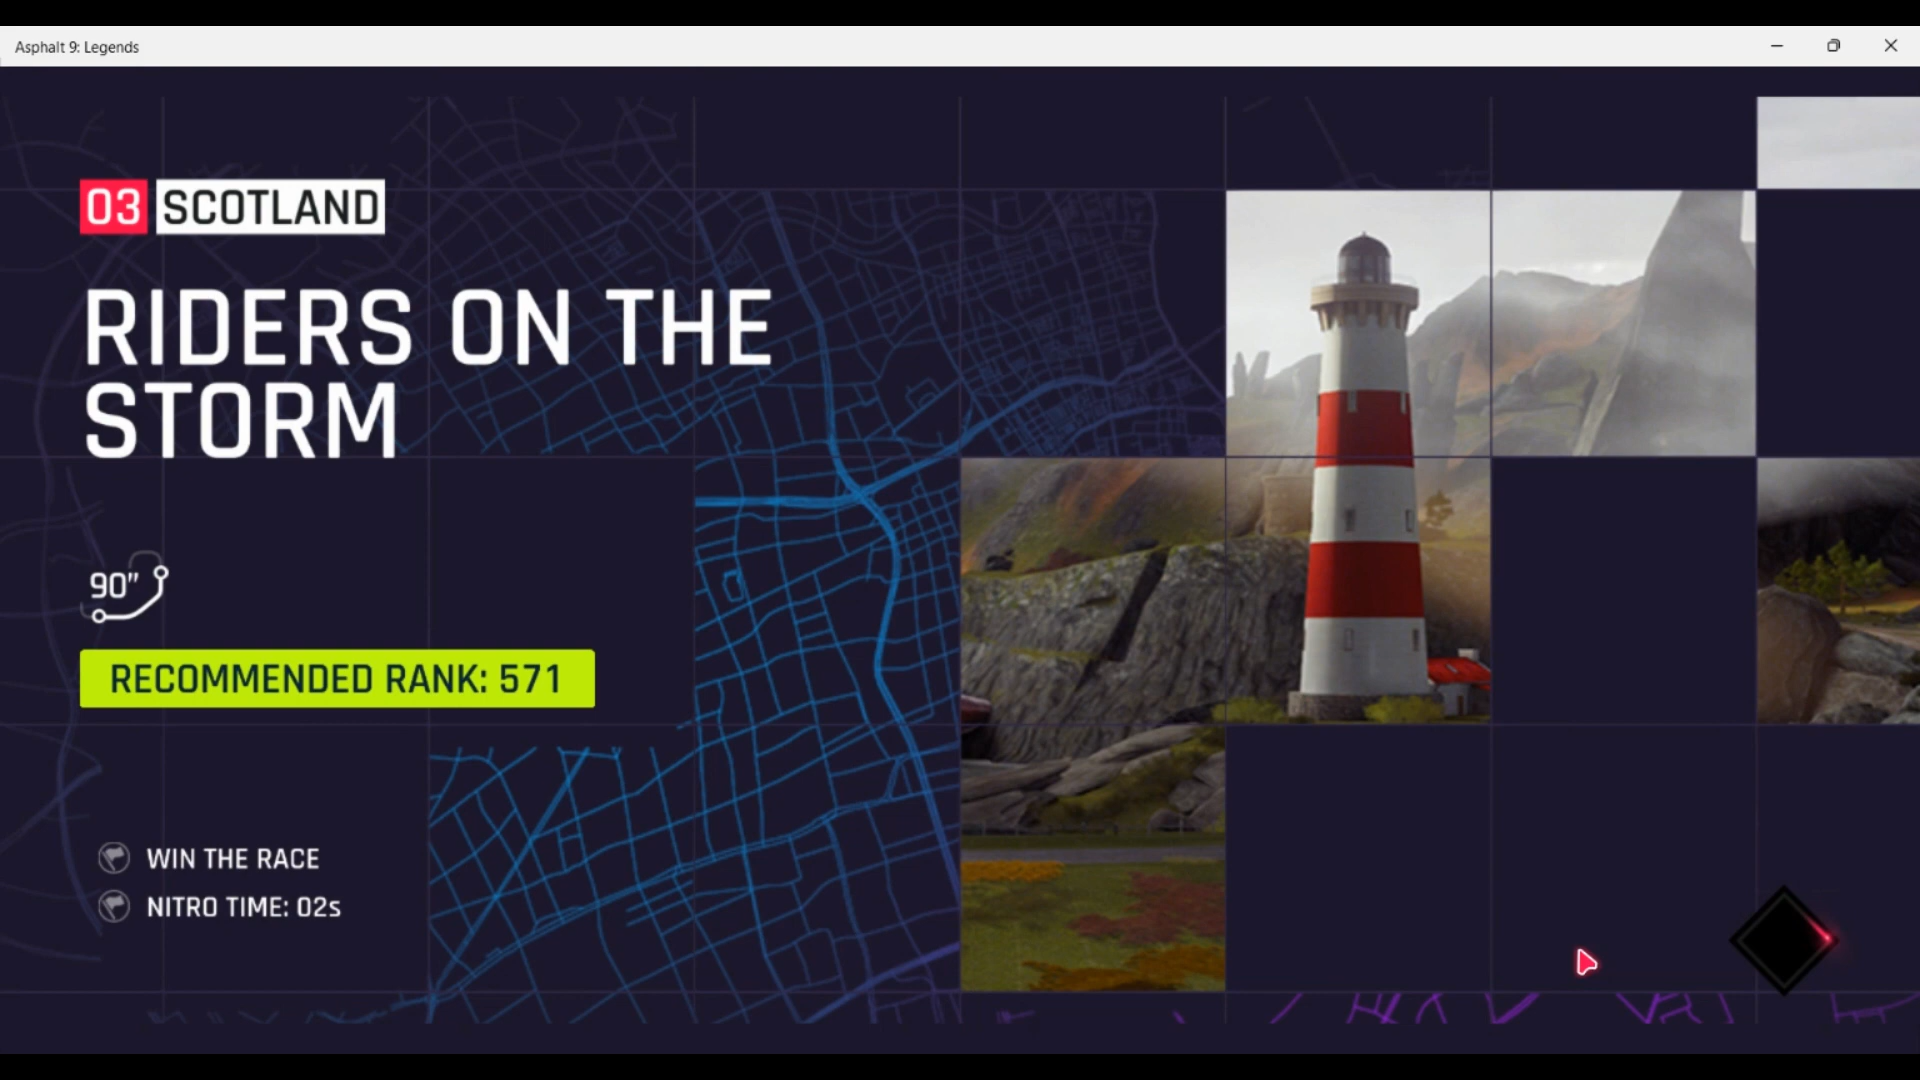 Asphalt 9: Legends
03 SCOTLAND
RIDERS ON THE
STORM
90"
RECOMMENDED RANK: 571
WIN THE RACE
NITRO TIME: 02s